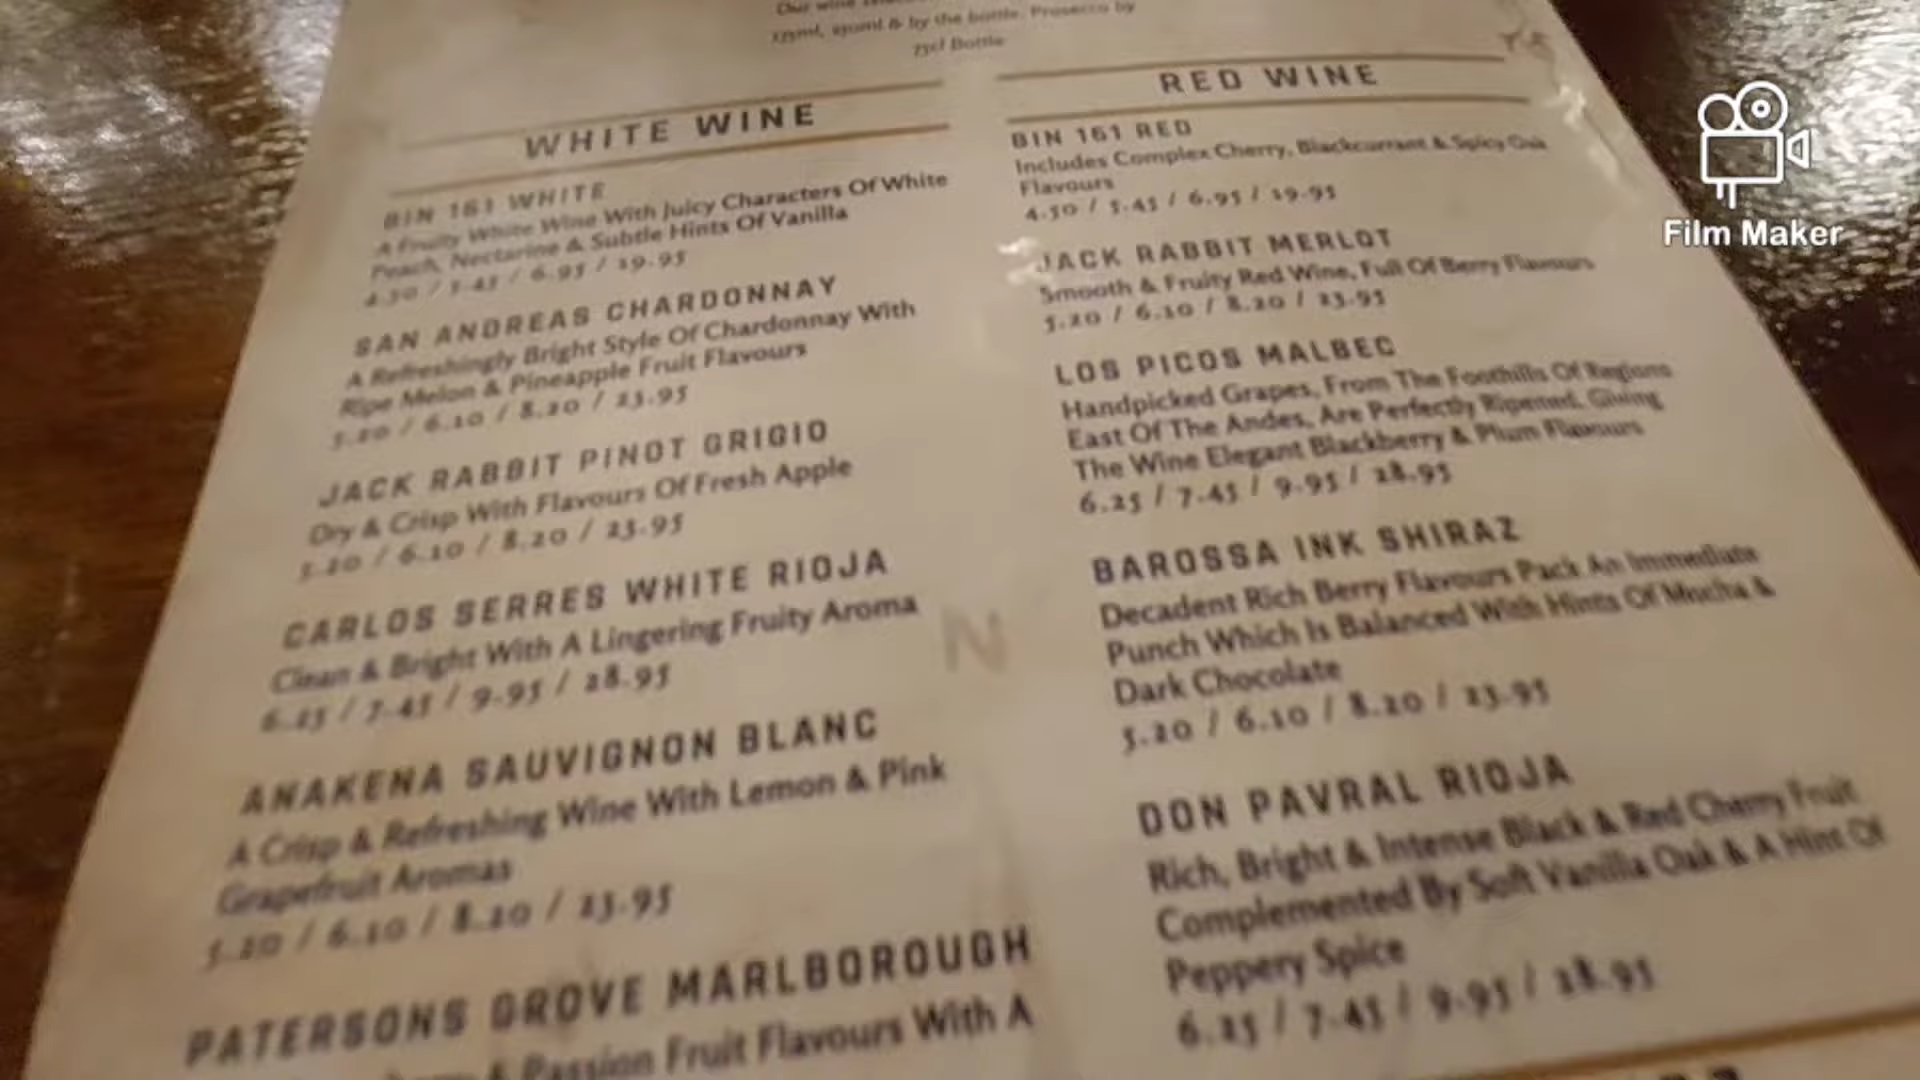 Our wine
175ml, 250ml & by the bottle. Prosecco by
75cl Bottle
WHITE WINE
BIN 161 WHITE
A Fruity White Wine With Juicy Characters Of White
Peach, Nectarine & Subtle Hints Of Vanilla
4.50 / 5.45 / 6.95 / 19.95
SAN ANDREAS CHARDONNAY
A Refreshingly Bright Style Of Chardonnay With
Ripe Melon & Pineapple Fruit Flavours
5.20 / 6.10 / 8.20 / 23.95
JACK RABBIT PINOT GRIGIO
Dry & Crisp With Flavours Of Fresh Apple
5.20 / 6.10 / 8.20 / 23.95
CARLOS SERRES WHITE RIOJA
Clean & Bright With A Lingering Fruity Aroma
6.25 / 7.45 / 9.95 / 28.95
ANAKENA SAUVIGNON BLANC
A Crisp & Refreshing Wine With Lemon & Pink
Grapefruit Aromas
5.20 / 6.10 / 8.20 / 23.95
PATERSONS GROVE MARLBOROUGH
& Passion Fruit Flavours With A
RED WINE
BIN 161 RED
Includes Complex Cherry, Blackcurrant & Spicy Oak
Flavours
4.50 / 5.45 / 6.95 / 19.95
JACK RABBIT MERLOT
Smooth & Fruity Red Wine, Full Of Berry Flavours
5.20 / 6.10 / 8.20 / 23.95
LOS PICOS MALBEC
Handpicked Grapes, From The Foothills Of Regions
East Of The Andes, Are Perfectly Ripened, Giving
The Wine Elegant Blackberry & Plum Flavours
6.25 / 7.45 / 9.95 / 28.95
BAROSSA INK SHIRAZ
Decadent Rich Berry Flavours Pack An Immediate
Punch Which Is Balanced With Hints Of Mocha &
Dark Chocolate
5.20 / 6.10 / 8.20 / 23.95
DON PAVRAL RIOJA
Rich, Bright & Intense Black & Red Cherry Fruit
Complemented By Soft Vanilla Oak & A Hint Of
Peppery Spice
6.25 / 7.45 / 9.95 / 28.95
N
Film Maker